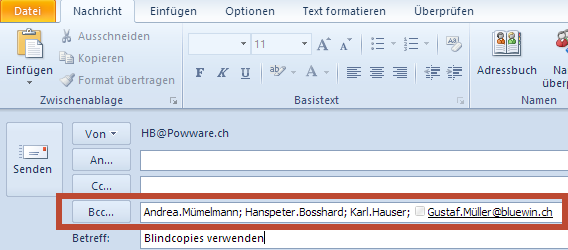 Datei Nachricht Einfügen Optionen Text formatieren Überprüfen
Einfügen
Ausschneiden
Kopieren
Format übertragen
Zwischenablage
11
F K U
A
Basistext
Adressbuch
Na
überp
Namen
Senden
Von HB@Powware.ch
An...
Cc...
Bcc... Andrea.Mümelmann; Hanspeter.Bosshard; Karl.Hauser; Gustaf.Müller@bluewin.ch
Betreff: Blindcopies verwenden